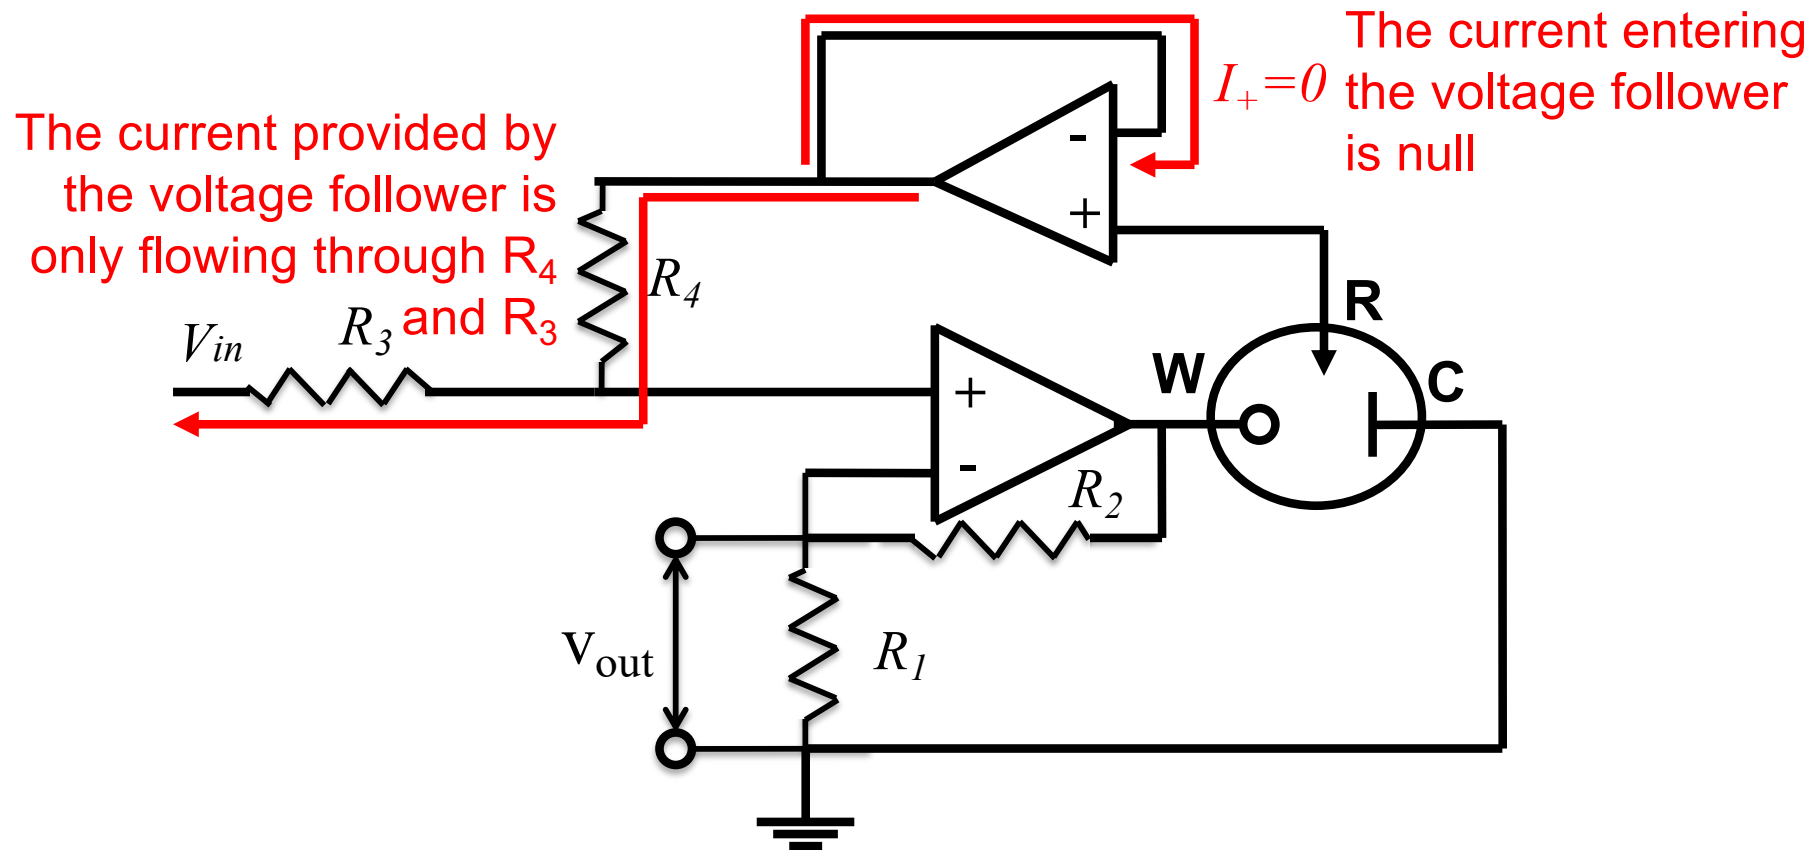 The current entering
the voltage follower
is null
I₊=0
The current provided by
the voltage follower is
only flowing through R₄
and R₃
-
+
R₄
R
Vin
R₃
W
C
+
-
R₂
vout
R₁